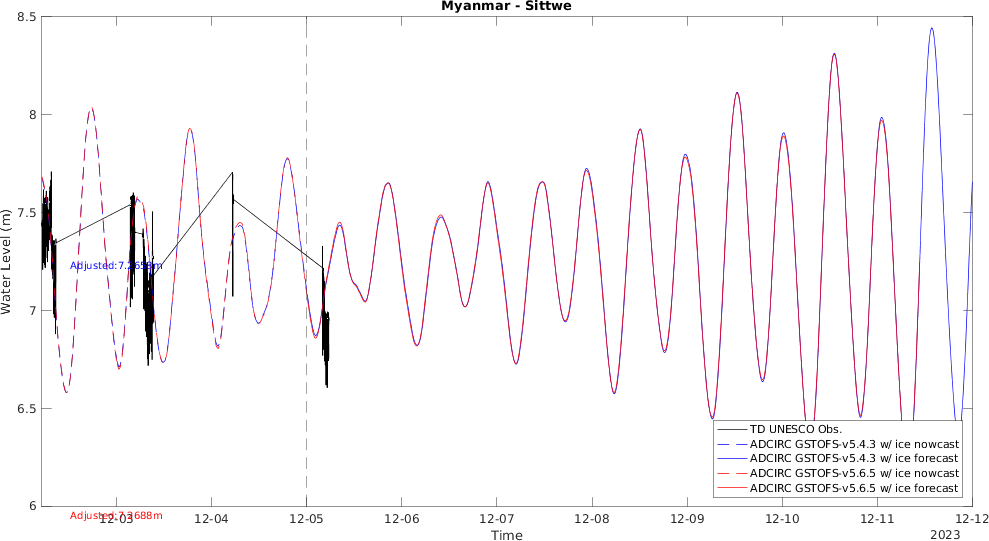 Myanmar - Sittwe
8.5
8
7.5
7
6.5
6
Water Level (m)
Adjusted:7.2658m
Adjusted:7.2688m
TD UNESCO Obs.
ADCIRC GSTOFS-v5.4.3 w/ ice nowcast
ADCIRC GSTOFS-v5.4.3 w/ ice forecast
ADCIRC GSTOFS-v5.6.5 w/ ice nowcast
ADCIRC GSTOFS-v5.6.5 w/ ice forecast
12-03 12-04 12-05 12-06 12-07 12-08 12-09 12-10 12-11 12-12
Time
2023